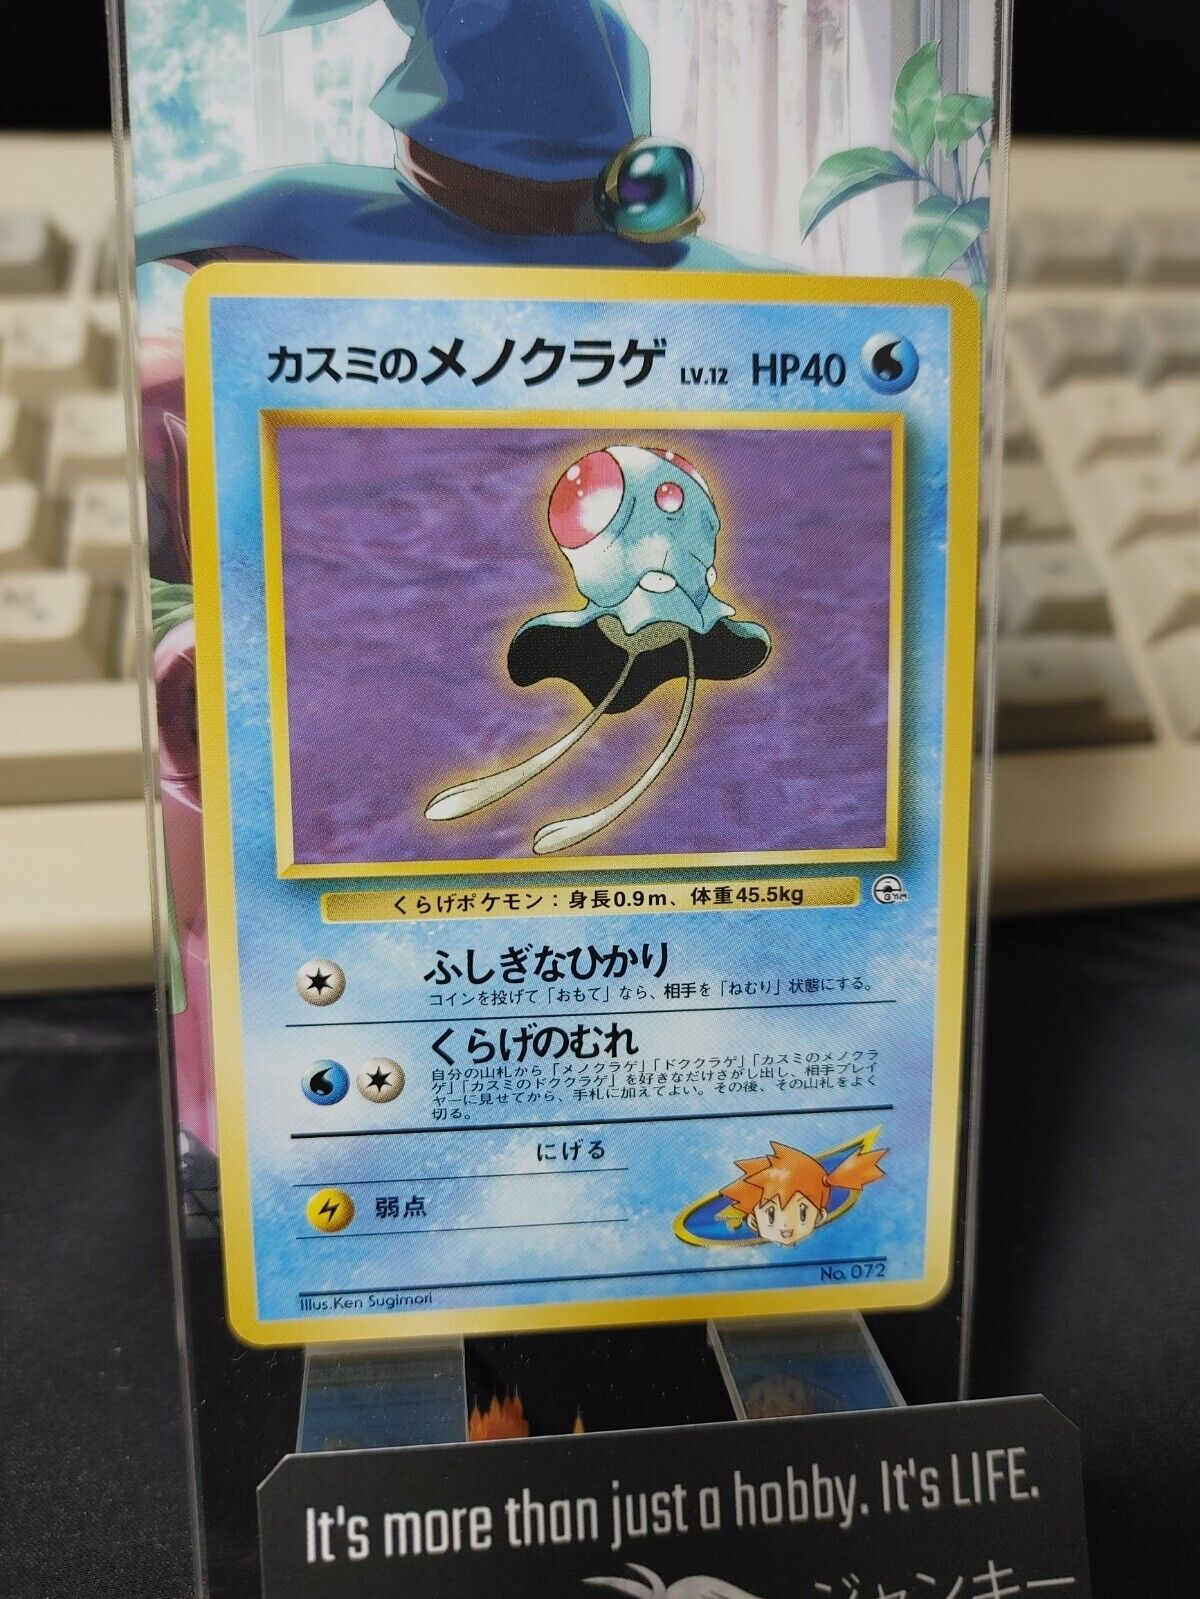 カスミのメノクラゲ LV.12 HP40
くらげポケモン：身長0.9m、体重45.5kg
GYM
ふしぎなひかり
コインを投げて「おもて」なら、相手を「ねむり」状態にする。
くらげのむれ
自分の山札から「メノクラゲ」「ドククラゲ」「カスミのメノクラ
ゲ」「カスミのドククラゲ」を好きなだけさがし出し、相手プレイ
ヤーに見せてから、手札に加えてよい。その後、その山札をよく
切る。
にげる
弱点
No. 072
Illus.Ken Sugimori
It's more than just a hobby. It's LIFE.
ジャンキー